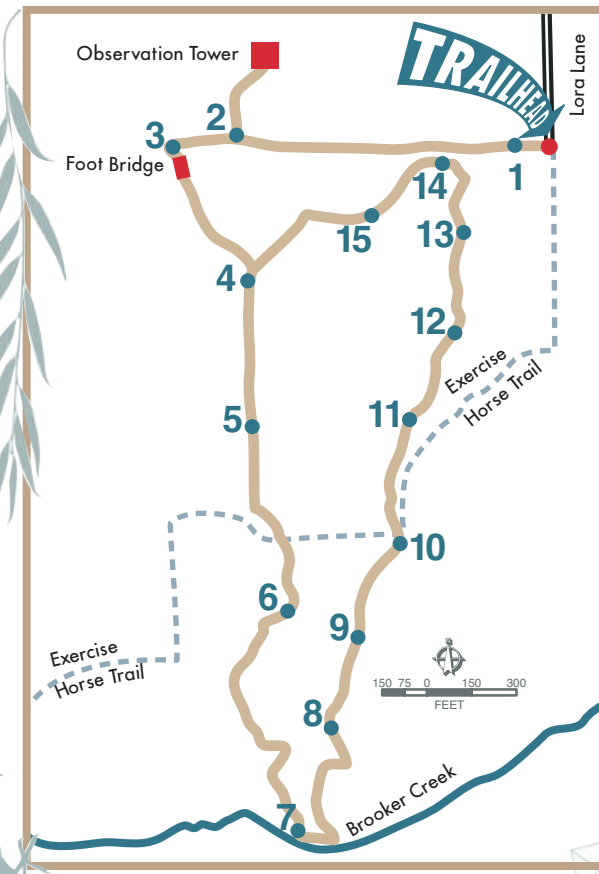 Observation Tower
TRAILHEAD
Lora Lane
2
3
1
Foot Bridge
14
15
13
4
12
Exercise
Horse Trail
11
5
10
6
9
Exercise
Horse Trail
150 75 0 150 300
FEET
8
7
Brooker Creek